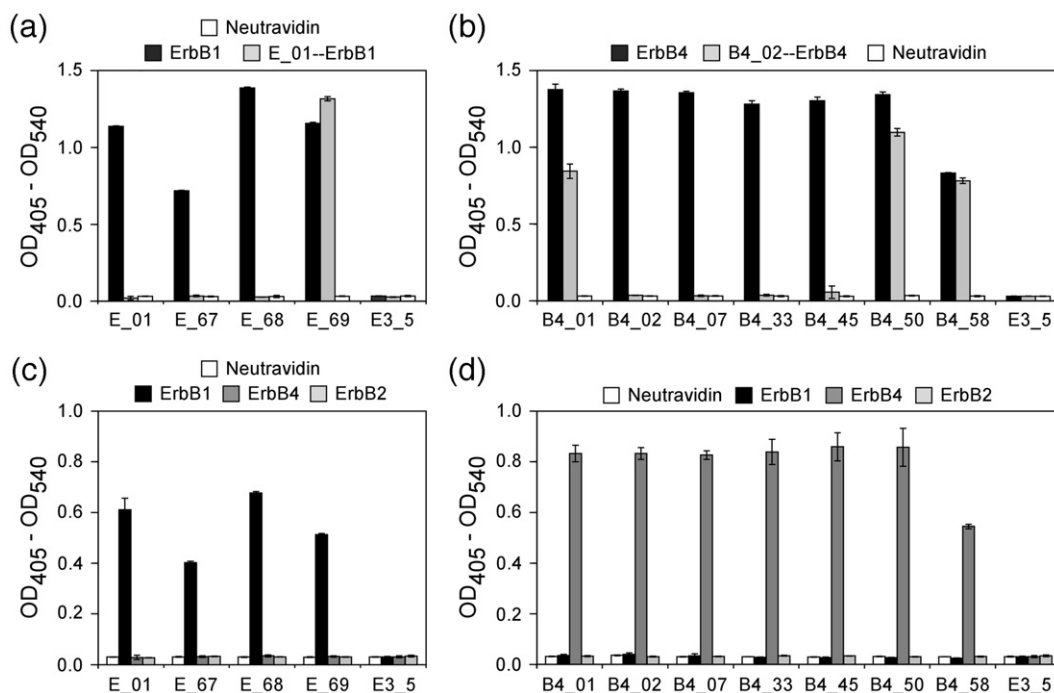 (a)
Neutravidin
ErbB1 E_01--ErbB1
OD405 - OD540
1.5
1.0
0.5
0.0
E_01 E_67 E_68 E_69 E3_5
(b)
ErbB4 B4_02--ErbB4 Neutravidin
OD405 - OD540
1.5
1.0
0.5
0.0
B4_01 B4_02 B4_07 B4_33 B4_45 B4_50 B4_58 E3_5
(c)
Neutravidin
ErbB1 ErbB4 ErbB2
OD405 - OD540
1.0
0.8
0.6
0.4
0.2
0.0
E_01 E_67 E_68 E_69 E3_5
(d)
Neutravidin ErbB1 ErbB4 ErbB2
OD405 - OD540
1.0
0.8
0.6
0.4
0.2
0.0
B4_01 B4_02 B4_07 B4_33 B4_45 B4_50 B4_58 E3_5